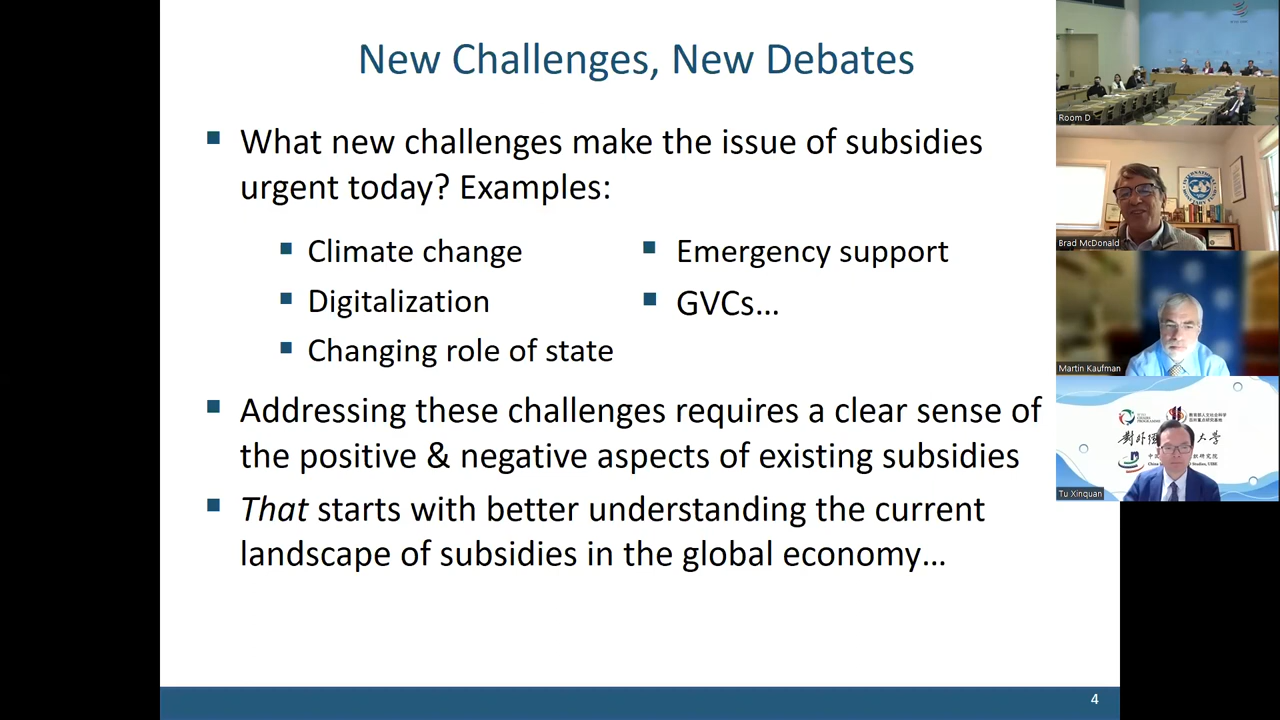 New Challenges, New Debates
What new challenges make the issue of subsidies
urgent today? Examples:
Climate change
Digitalization
Changing role of state
Emergency support
GVCs…
Addressing these challenges requires a clear sense of
the positive & negative aspects of existing subsidies
That starts with better understanding the current
landscape of subsidies in the global economy…
4
Room D
Brad McDonald
Martin Kaufman
Tu Xinquan